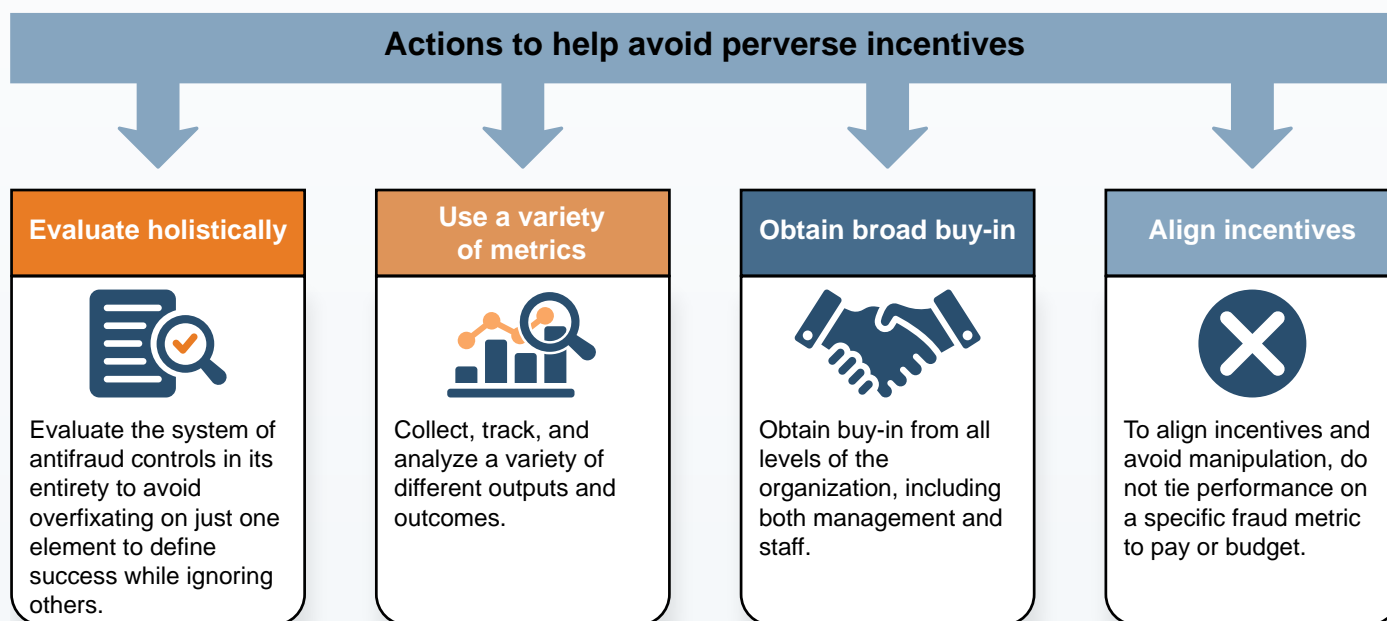 Actions to help avoid perverse incentives
Evaluate holistically
Evaluate the system of
antifraud controls in its
entirety to avoid
overfixating on just one
element to define
success while ignoring
others.
Use a variety
of metrics
Collect, track, and
analyze a variety of
different outputs and
outcomes.
Obtain broad buy-in
Obtain buy-in from all
levels of the
organization, including
both management and
staff.
Align incentives
To align incentives and
avoid manipulation, do
not tie performance on
a specific fraud metric
to pay or budget.